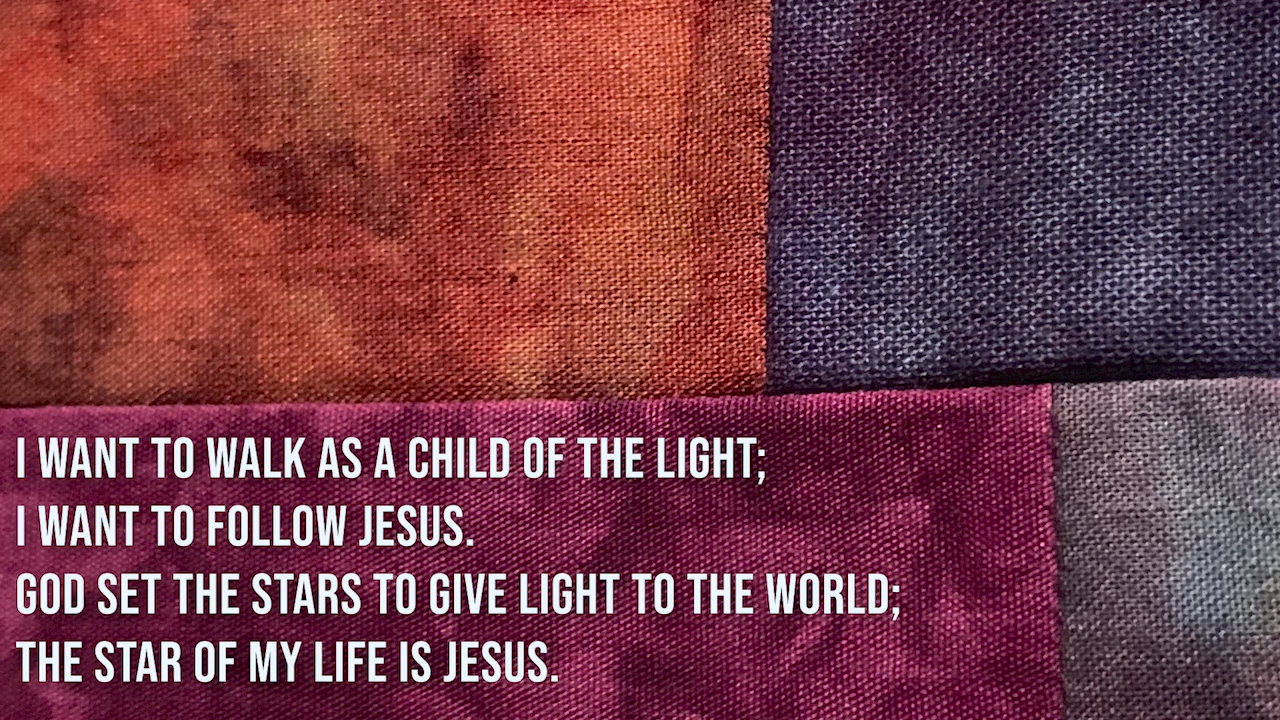 I WANT TO WALK AS A CHILD OF THE LIGHT;
I WANT TO FOLLOW JESUS.
GOD SET THE STARS TO GIVE LIGHT TO THE WORLD;
THE STAR OF MY LIFE IS JESUS.